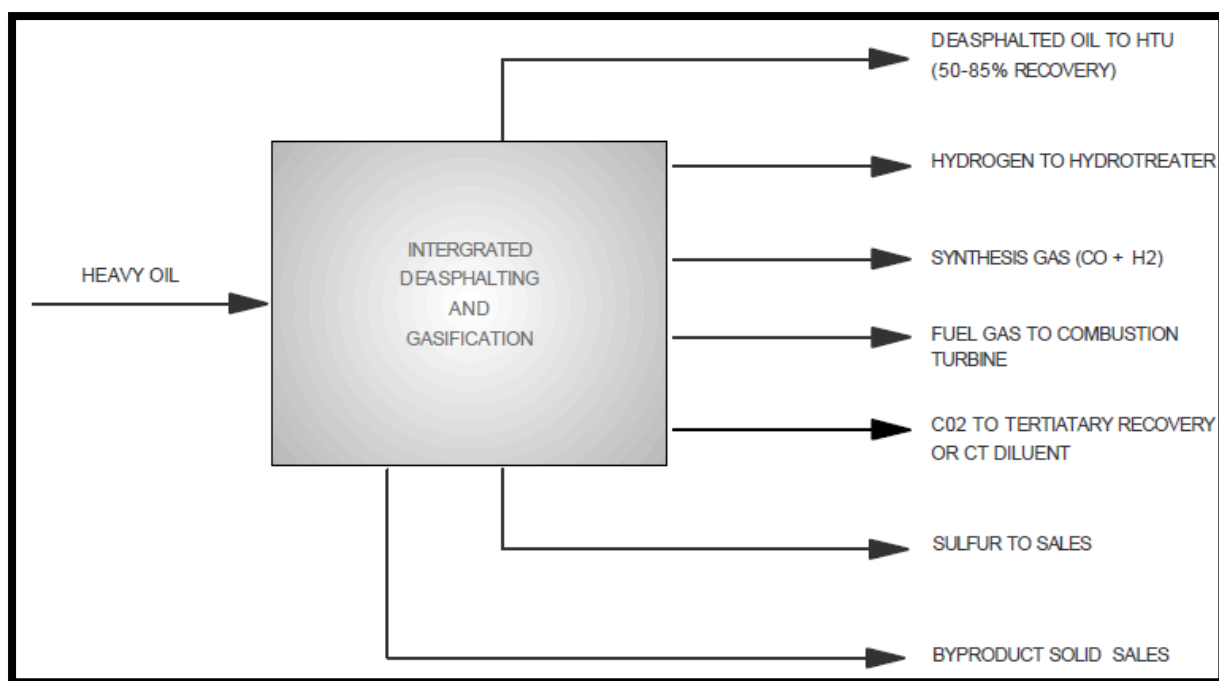 DEASPHALTED OIL TO HTU
(50-85% RECOVERY)
HYDROGEN TO HYDROTREATER
INTERGRATED
DEASPHALTING
AND
GASIFICATION
HEAVY OIL
SYNTHESIS GAS (CO + H2)
FUEL GAS TO COMBUSTION
TURBINE
C02 TO TERTIATARY RECOVERY
OR CT DILUENT
SULFUR TO SALES
BYPRODUCT SOLID SALES